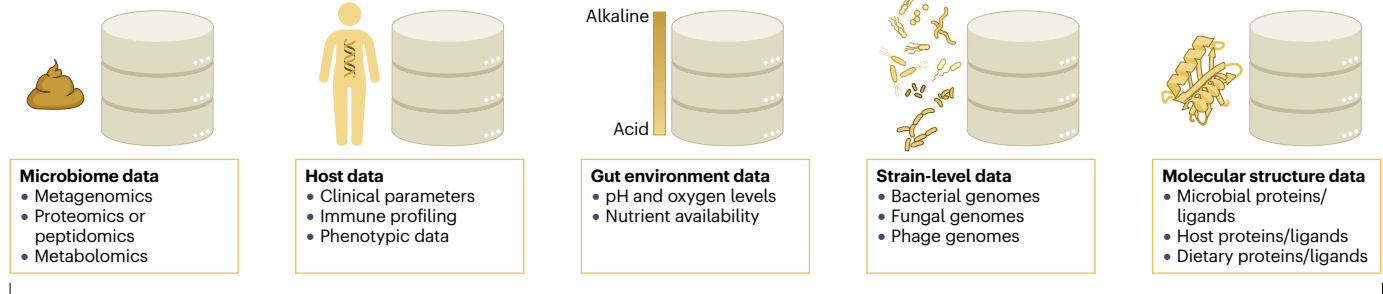 Alkaline
Acid
Microbiome data
• Metagenomics
• Proteomics or
peptidomics
• Metabolomics
Host data
• Clinical parameters
• Immune profiling
• Phenotypic data
Gut environment data
• pH and oxygen levels
• Nutrient availability
Strain-level data
• Bacterial genomes
• Fungal genomes
• Phage genomes
Molecular structure data
• Microbial proteins/
ligands
• Host proteins/ligands
• Dietary proteins/ligands